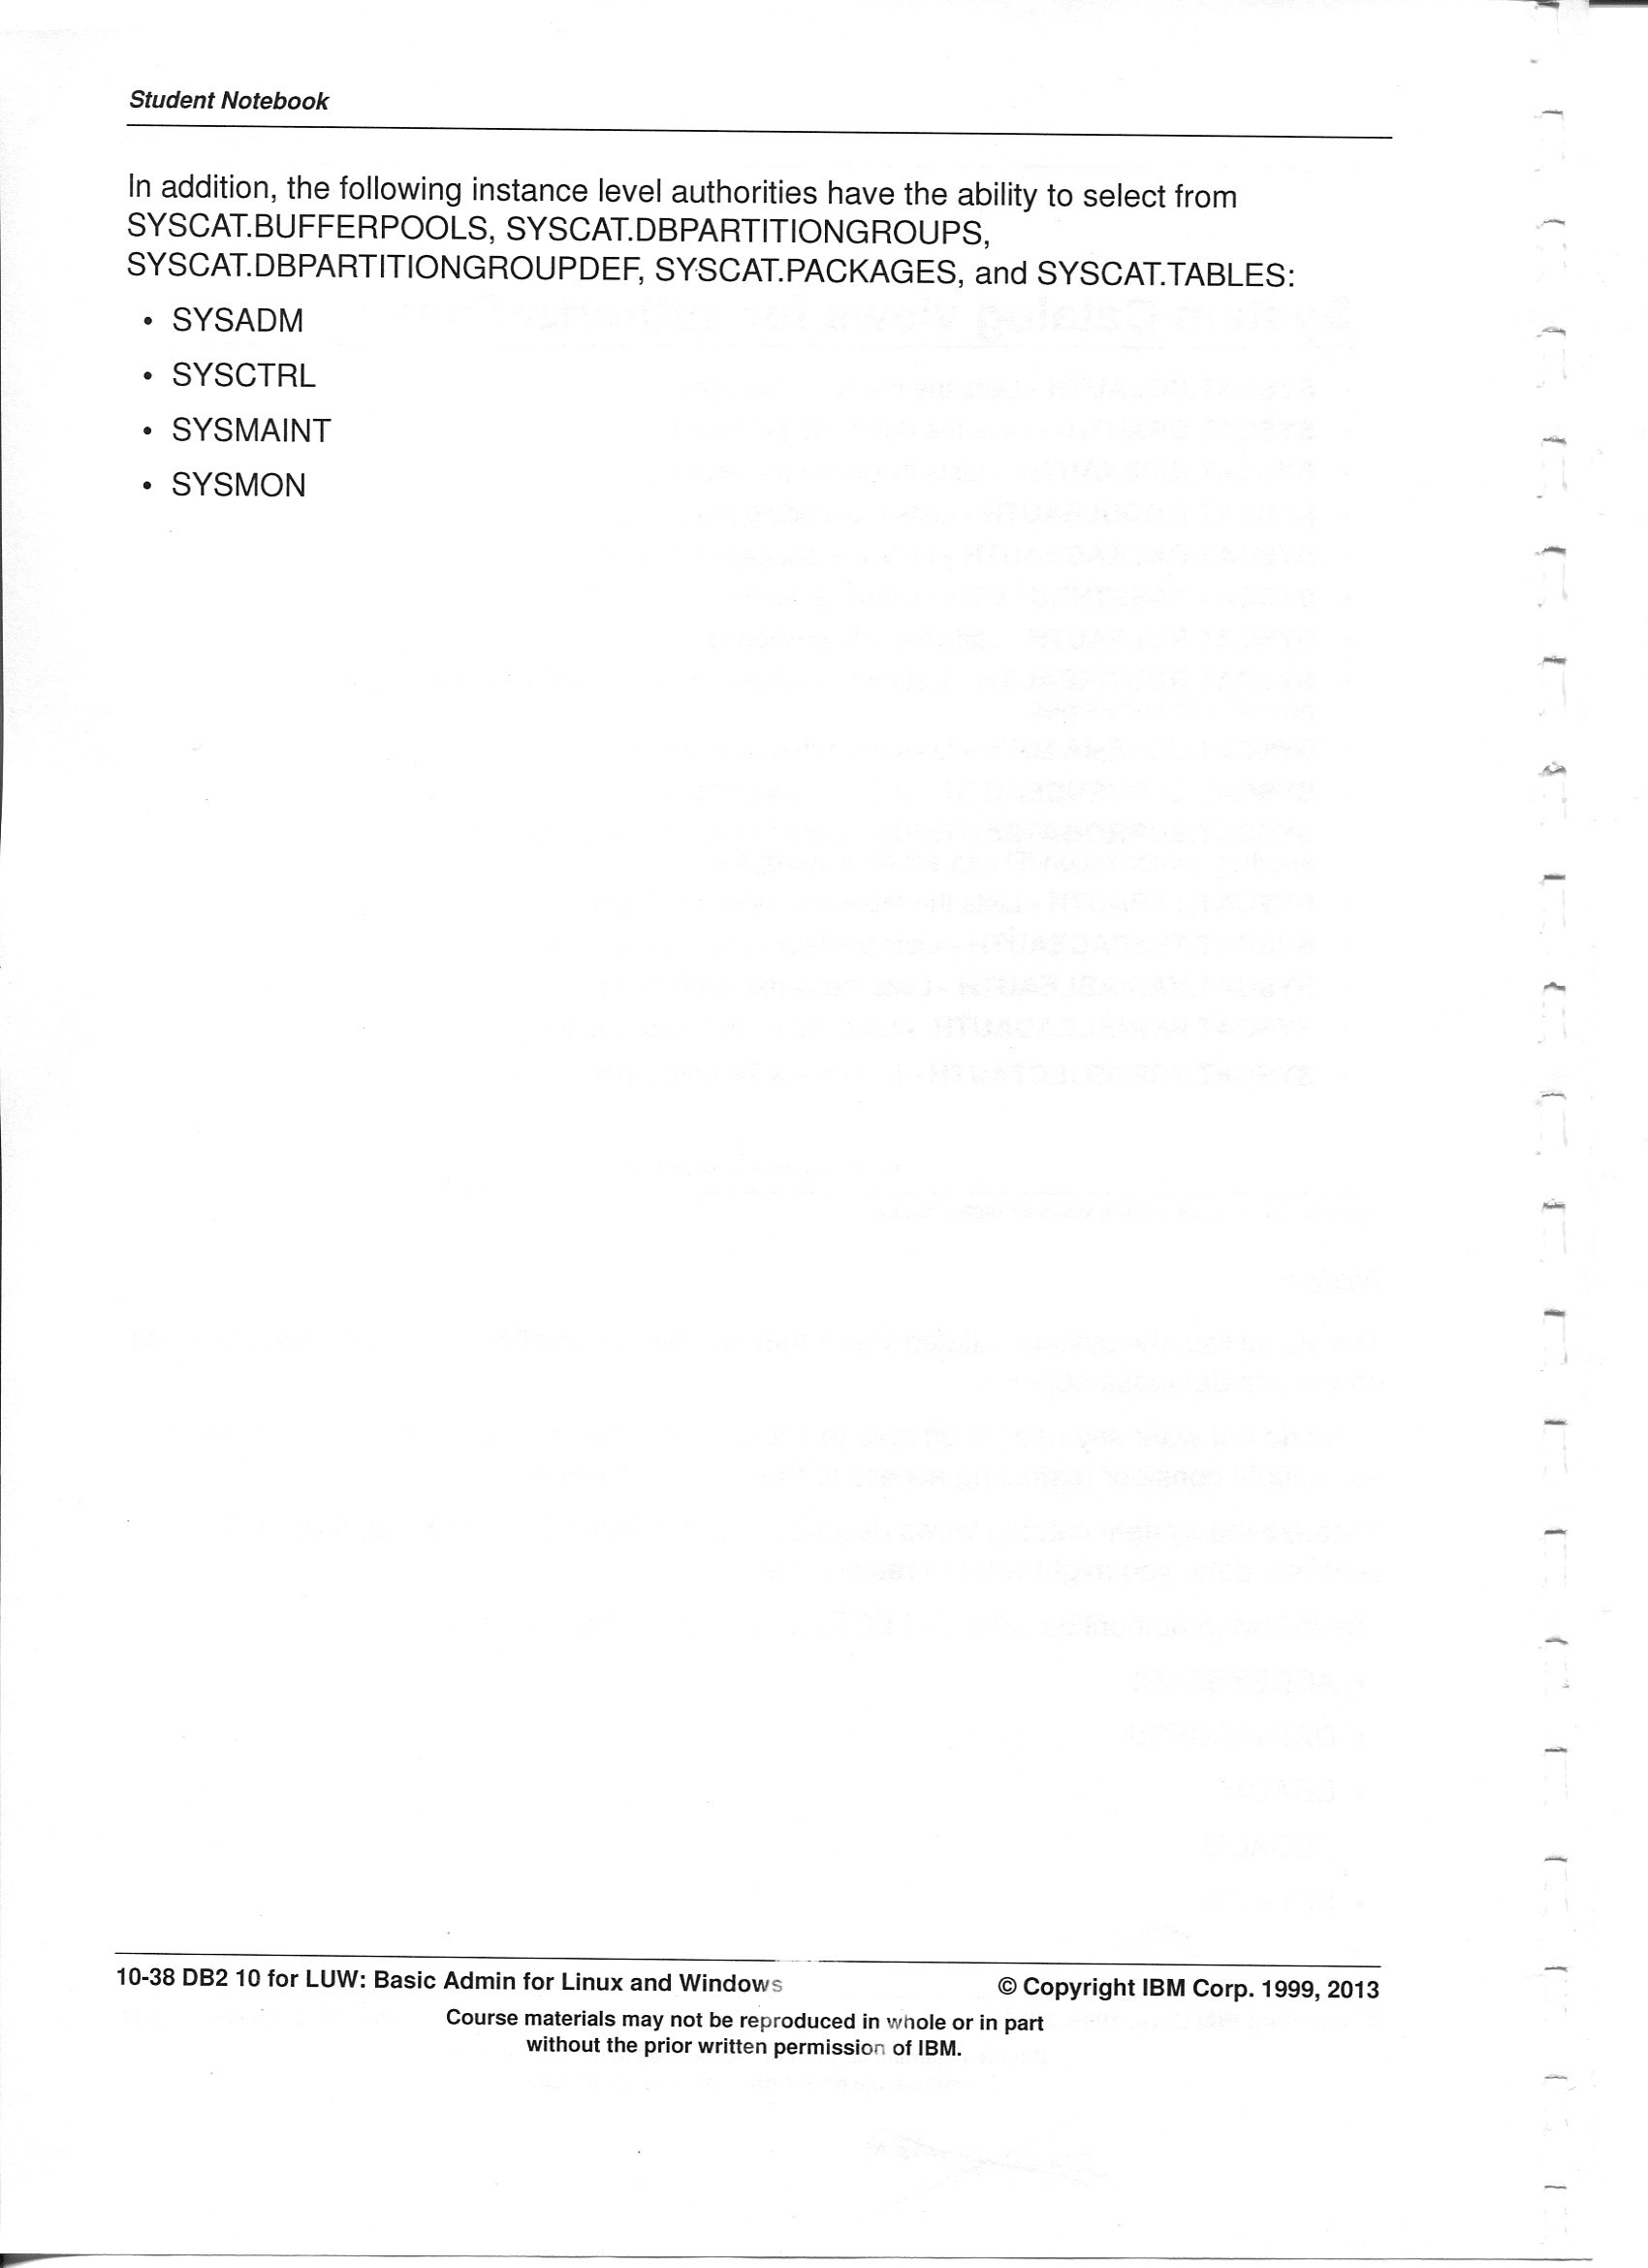 Student Notebook
In addition, the following instance level authorities have the ability to select from
SYSCAT.BUFFERPOOLS, SYSCAT.DBPARTITIONGROUPS,
SYSCAT.DBPARTITIONGROUPDEF, SYSCAT.PACKAGES, and SYSCAT.TABLES:
• SYSADM
• SYSCTRL
• SYSMAINT
• SYSMON
10-38 DB2 10 for LUW: Basic Admin for Linux and Windows © Copyright IBM Corp. 1999, 2013
Course materials may not be reproduced in whole or in part
without the prior written permission of IBM.